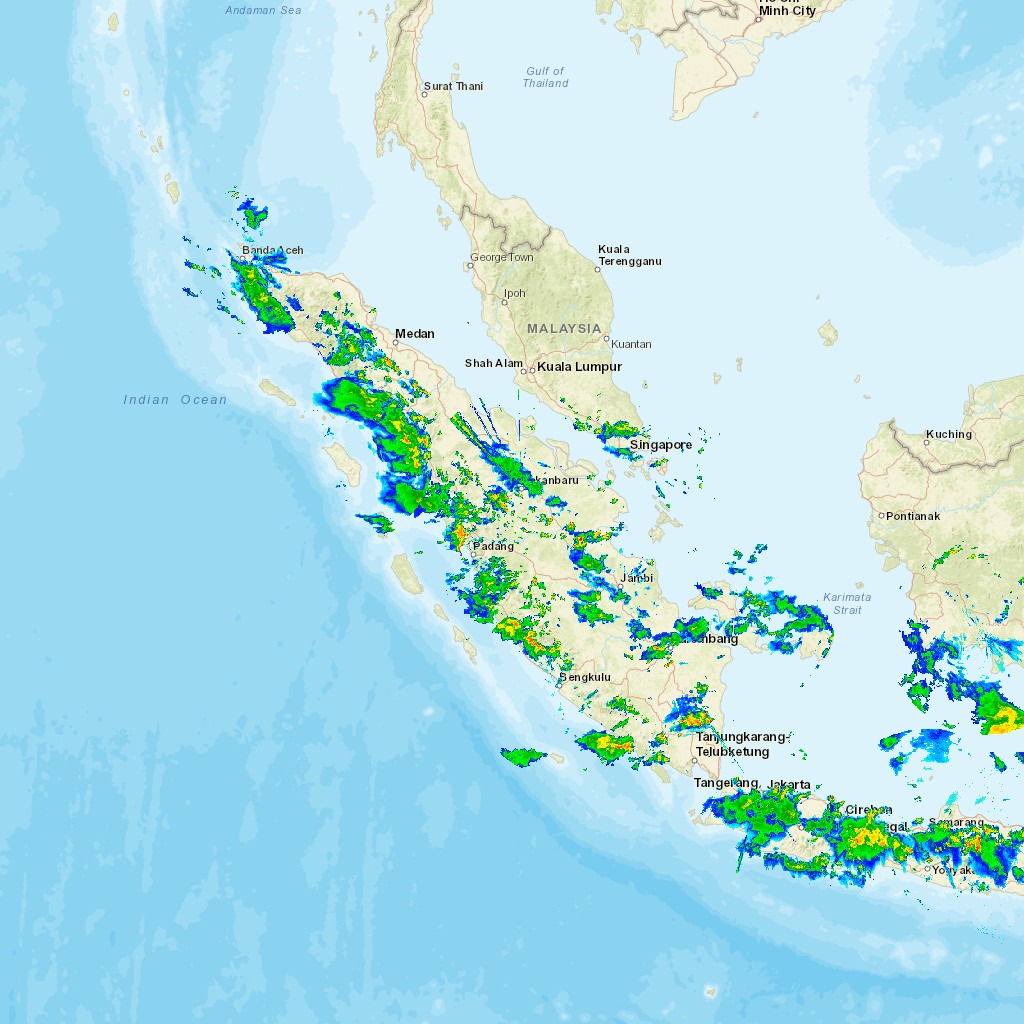 Andaman Sea
Minh City
Gulf of
Thailand
Surat Thani
Banda Aceh
George Town
Kuala
Terengganu
Ipoh
MALAYSIA
Medan
Kuantan
Shah Alam
Kuala Lumpur
Indian Ocean
Singapore
Kuching
Pontianak
Padang
Jambi
Karimata
Strait
Bengkulu
Tanjungkarang-
Telubketung
Tangerang
Jakarta
Cirebon
Semarang